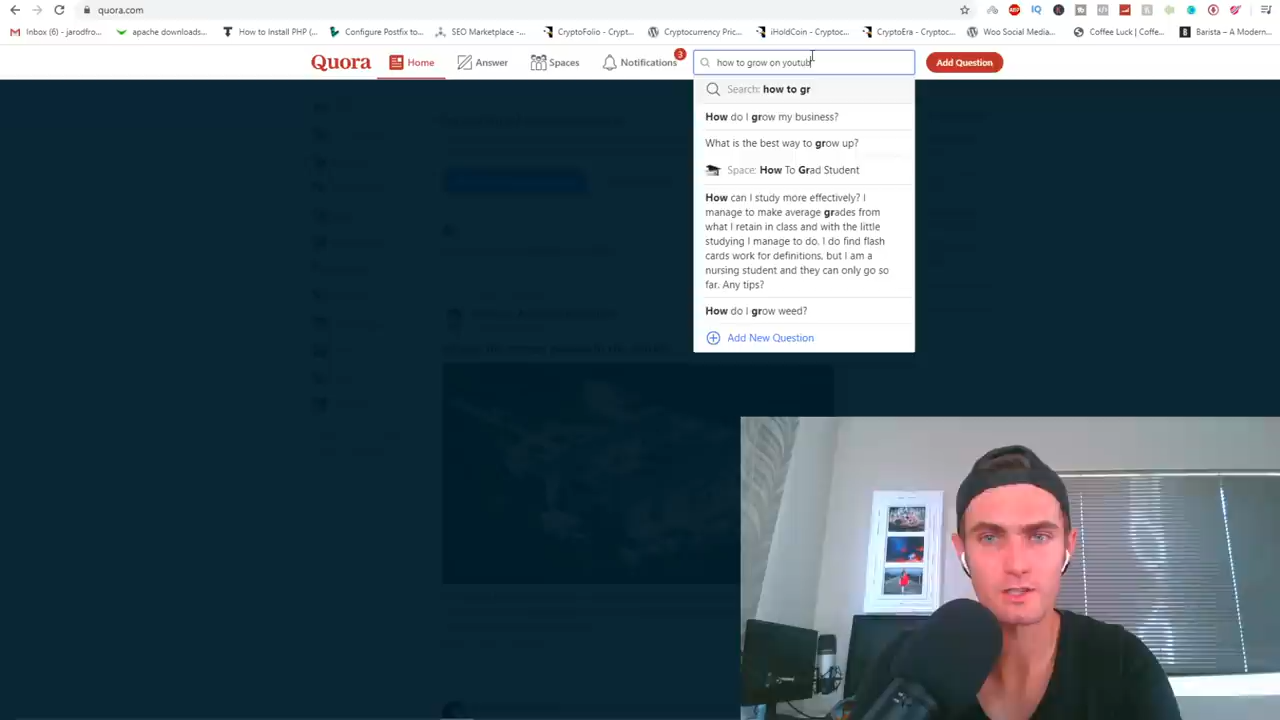 quora.com
Inbox (6) - jarodfro...
apache downloads...
How to Install PHP (...
Configure Postfix to...
SEO Marketplace -...
CryptoFolio - Crypt...
Cryptocurrency Pric...
iHoldCoin - Cryptoc...
CryptoEra - Cryptoc...
Woo Social Media...
Coffee Luck | Coffe...
Barista – A Modern...
Quora
Home
Answer
Spaces
Notifications
3
how to grow on youtub
Add Question
Search: how to gr
How do I grow my business?
What is the best way to grow up?
Space: How To Grad Student
How can I study more effectively? I
manage to make average grades from
what I retain in class and with the little
studying I manage to do. I do find flash
cards work for definitions, but I am a
nursing student and they can only go so
far. Any tips?
How do I grow weed?
Add New Question